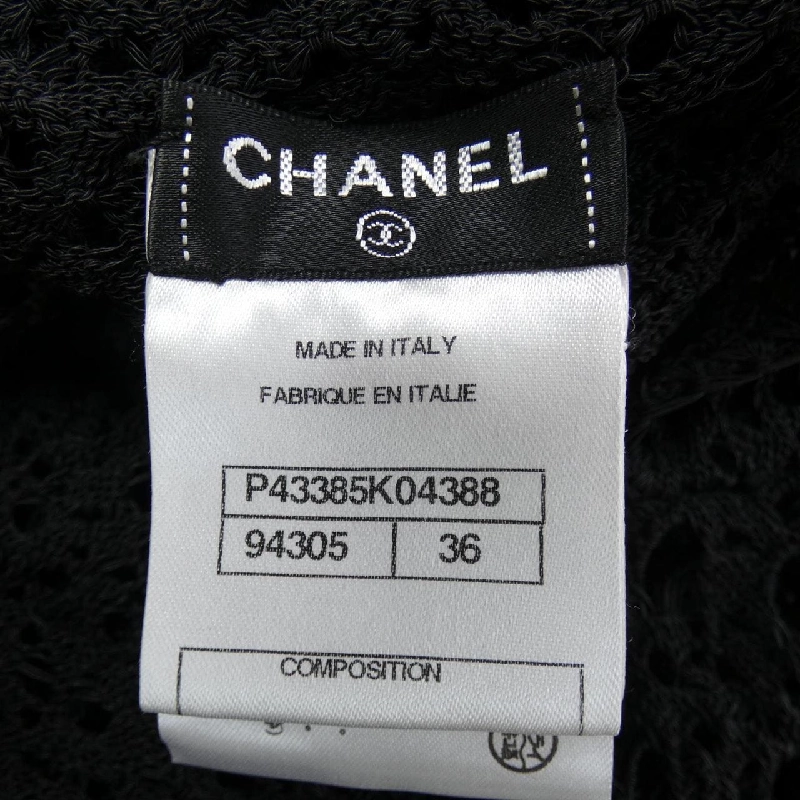 CHANEL
MADE IN ITALY
FABRIQUE EN ITALIE
P43385K04388
94305 36
COMPOSITION